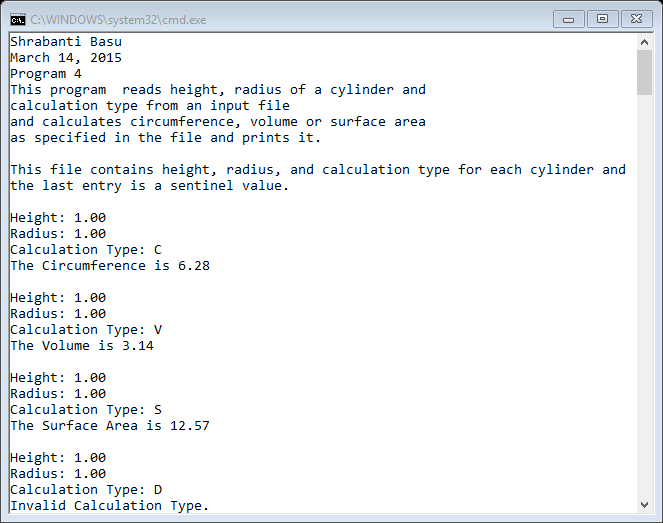 C:\WINDOWS\system32\cmd.exe
Shrabanti Basu
March 14, 2015
Program 4
This program  reads height, radius of a cylinder and
calculation type from an input file
and calculates circumference, volume or surface area
as specified in the file and prints it.
This file contains height, radius, and calculation type for each cylinder and
the last entry is a sentinel value.
Height: 1.00
Radius: 1.00
Calculation Type: C
The Circumference is 6.28
Height: 1.00
Radius: 1.00
Calculation Type: V
The Volume is 3.14
Height: 1.00
Radius: 1.00
Calculation Type: S
The Surface Area is 12.57
Height: 1.00
Radius: 1.00
Calculation Type: D
Invalid Calculation Type.